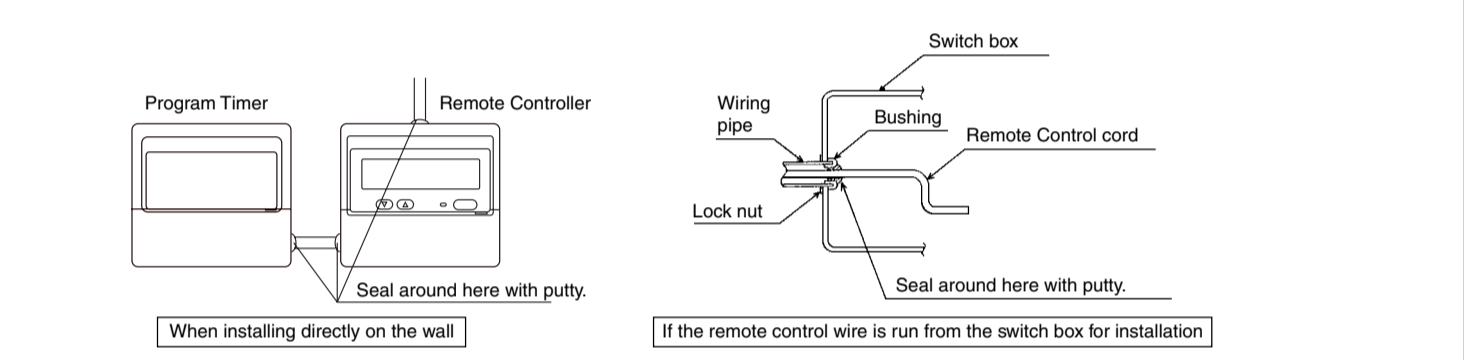 Program Timer
Remote Controller
Seal around here with putty.
When installing directly on the wall
Switch box
Wiring
pipe
Bushing
Remote Control cord
Lock nut
Seal around here with putty.
If the remote control wire is run from the switch box for installation